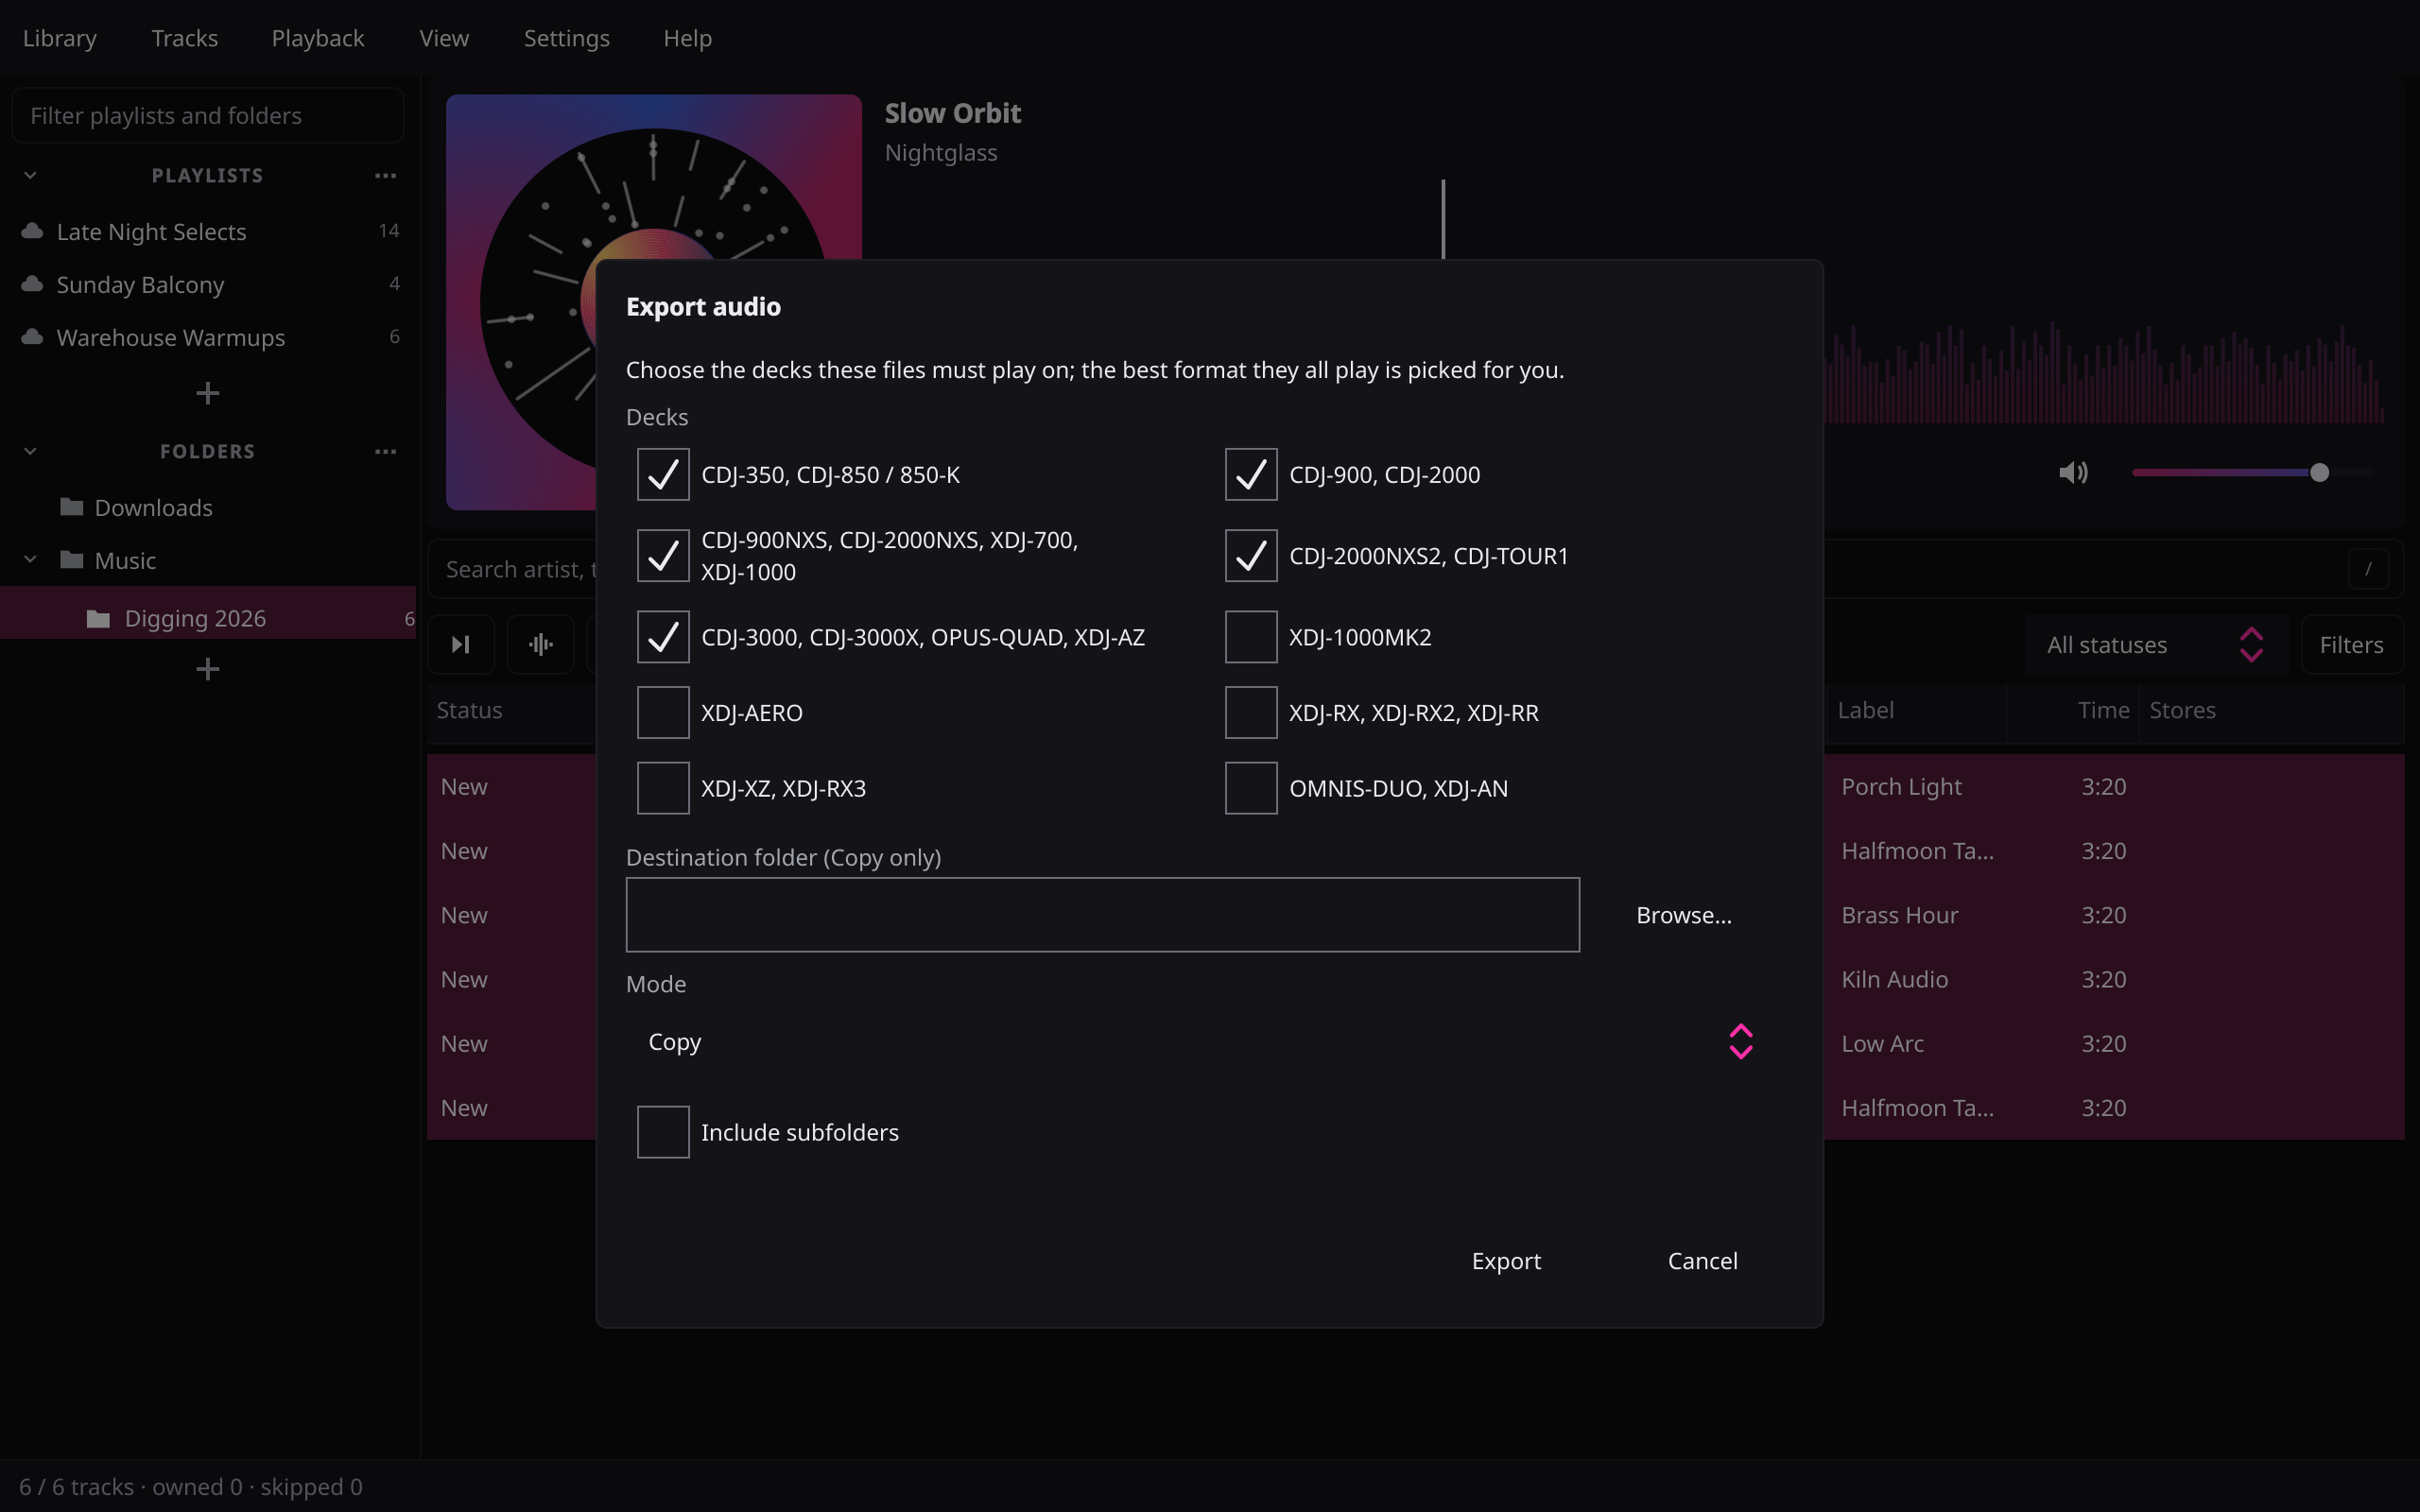 Library Tracks Playback View Settings Help
Filter playlists and folders
PLAYLISTS
Late Night Selects 14
Sunday Balcony 4
Warehouse Warmups 6
FOLDERS
Downloads
Music
Digging 2026 6
Slow Orbit
Nightglass
Search artist, t
/
All statuses
Filters
Status Label Time Stores
New Porch Light 3:20
New Halfmoon Ta... 3:20
New Brass Hour 3:20
New Kiln Audio 3:20
New Low Arc 3:20
New Halfmoon Ta... 3:20
Export audio
Choose the decks these files must play on; the best format they all play is picked for you.
Decks
CDJ-350, CDJ-850 / 850-K
CDJ-900, CDJ-2000
CDJ-900NXS, CDJ-2000NXS, XDJ-700,
XDJ-1000
CDJ-2000NXS2, CDJ-TOUR1
CDJ-3000, CDJ-3000X, OPUS-QUAD, XDJ-AZ
XDJ-1000MK2
XDJ-AERO
XDJ-RX, XDJ-RX2, XDJ-RR
XDJ-XZ, XDJ-RX3
OMNIS-DUO, XDJ-AN
Destination folder (Copy only)
Browse...
Mode
Copy
Include subfolders
Export
Cancel
6 / 6 tracks · owned 0 · skipped 0